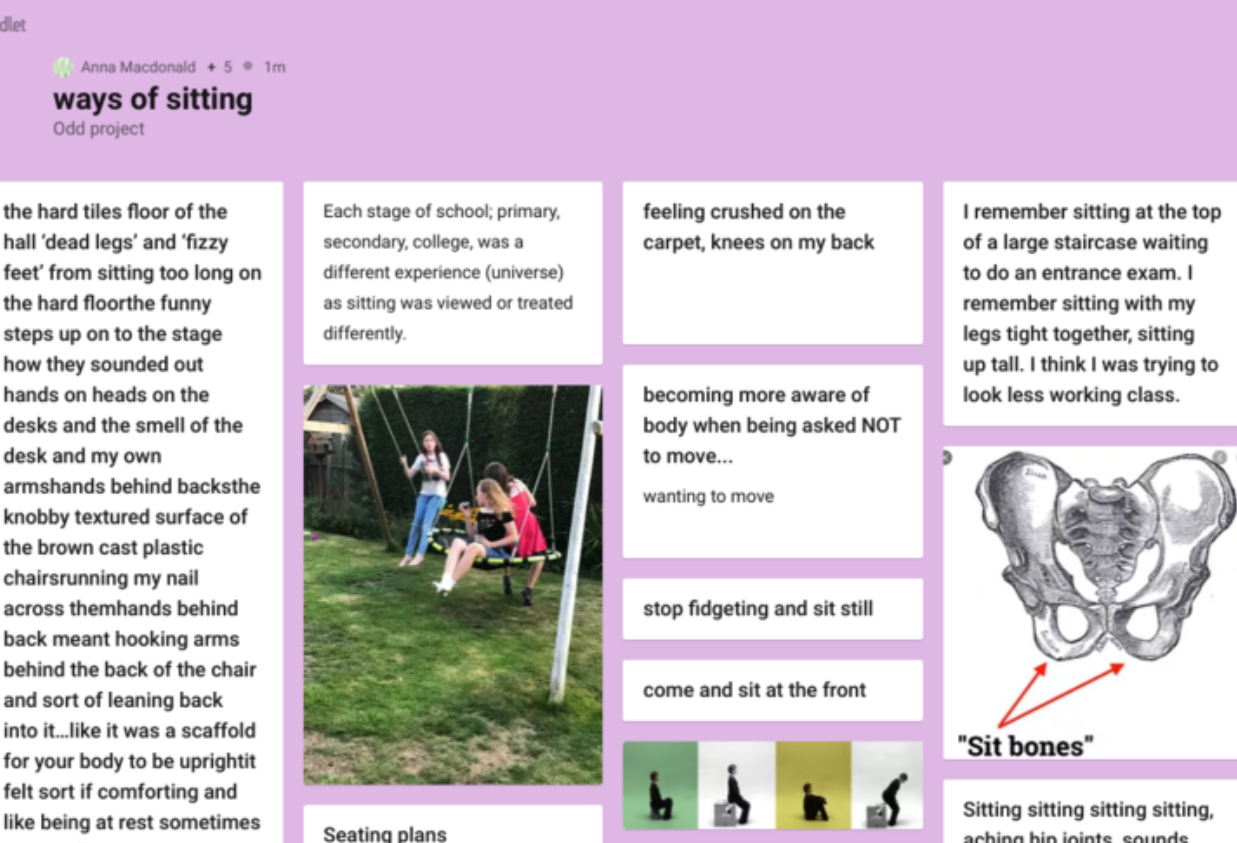 dlet
Anna Macdonald + 5 • 1m
ways of sitting
Odd project
the hard tiles floor of the
hall ‘dead legs’ and ‘fizzy
feet’ from sitting too long on
the hard floorthe funny
steps up on to the stage
how they sounded out
hands on heads on the
desks and the smell of the
desk and my own
armshands behind backsthe
knobby textured surface of
the brown cast plastic
chairsrunning my nail
across themhands behind
back meant hooking arms
behind the back of the chair
and sort of leaning back
into it...like it was a scaffold
for your body to be uprightit
felt sort if comforting and
like being at rest sometimes
Each stage of school; primary,
secondary, college, was a
different experience (universe)
as sitting was viewed or treated
differently.
Seating plans
feeling crushed on the
carpet, knees on my back
becoming more aware of
body when being asked NOT
to move...
wanting to move
stop fidgeting and sit still
come and sit at the front
I remember sitting at the top
of a large staircase waiting
to do an entrance exam. I
remember sitting with my
legs tight together, sitting
up tall. I think I was trying to
look less working class.
"Sit bones"
Sitting sitting sitting sitting,
aching hip joints, sounds